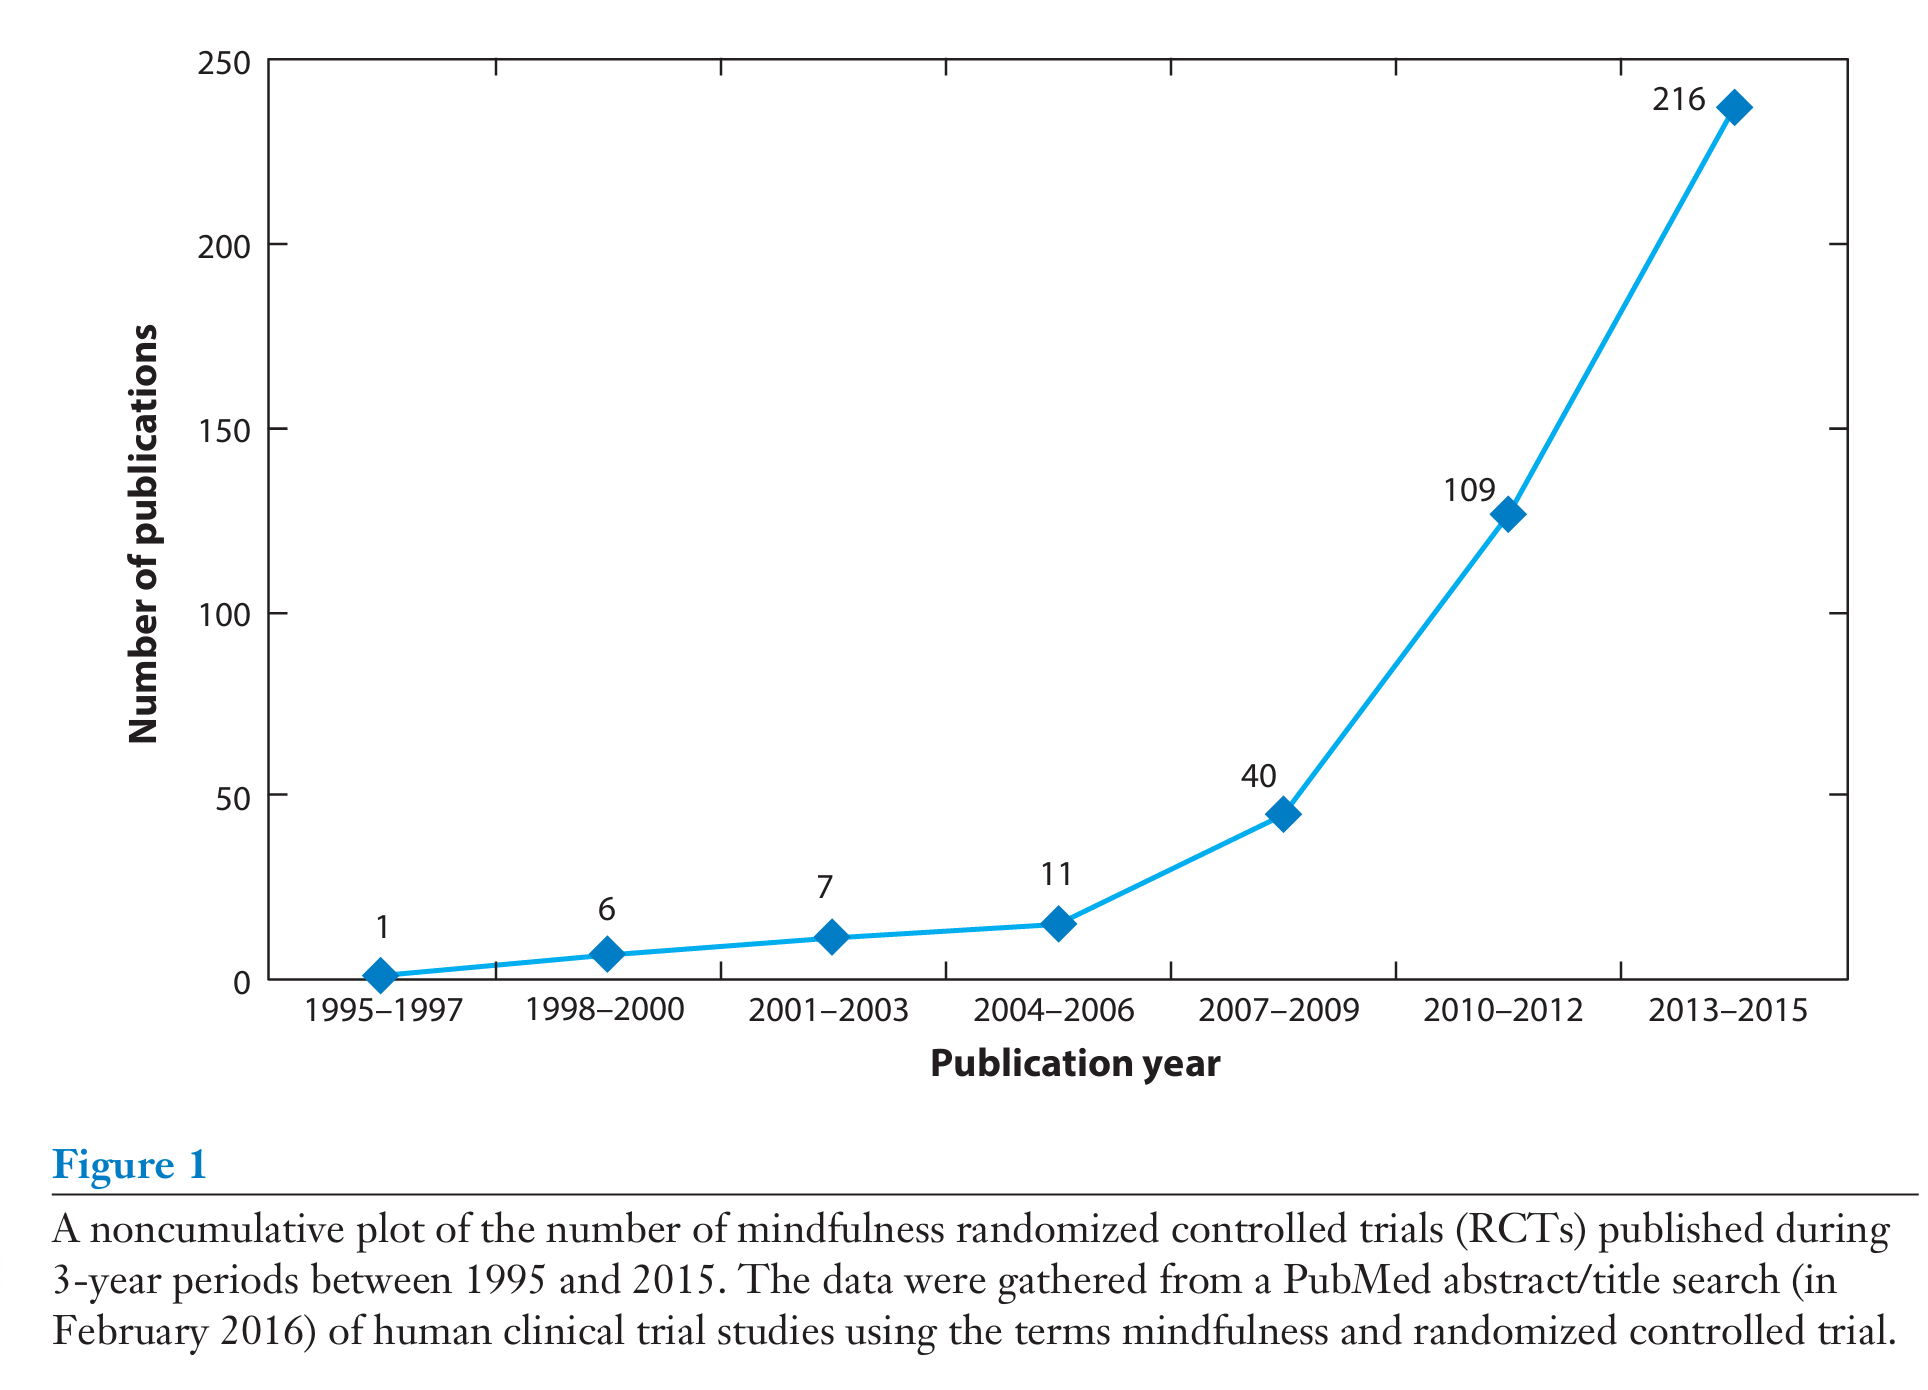 250
200
150
100
50
0
Number of publications
1
6
7
11
40
109
216
1995–1997 1998–2000 2001–2003 2004–2006 2007–2009 2010–2012 2013–2015
Publication year
Figure 1
A noncumulative plot of the number of mindfulness randomized controlled trials (RCTs) published during
3-year periods between 1995 and 2015. The data were gathered from a PubMed abstract/title search (in
February 2016) of human clinical trial studies using the terms mindfulness and randomized controlled trial.